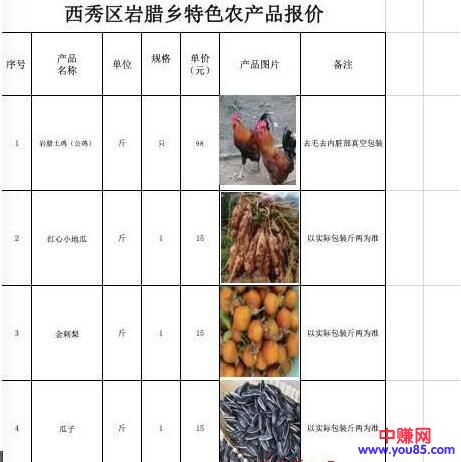 西秀区岩腊乡特色农产品报价
序号 产品名称 单位 规格 单价（元） 产品图片 备注
1 岩腊土鸡（公鸡） 斤 只 98 去毛去内脏部真空包装
2 红心小地瓜 斤 1 15 以实际包装斤两为准
3 金刺梨 斤 1 15 以实际包装斤两为准
4 瓜子 斤 1 15 以实际包装斤两为准
中赚网
www.you85.com